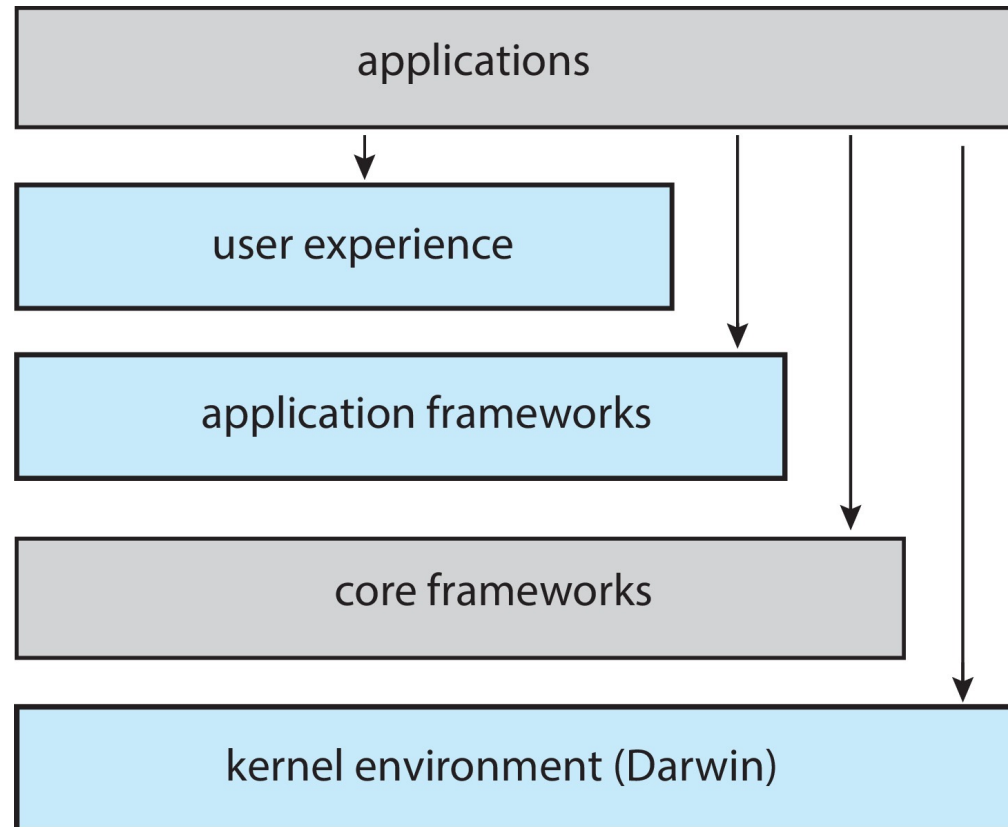 applications
user experience
application frameworks
core frameworks
kernel environment (Darwin)